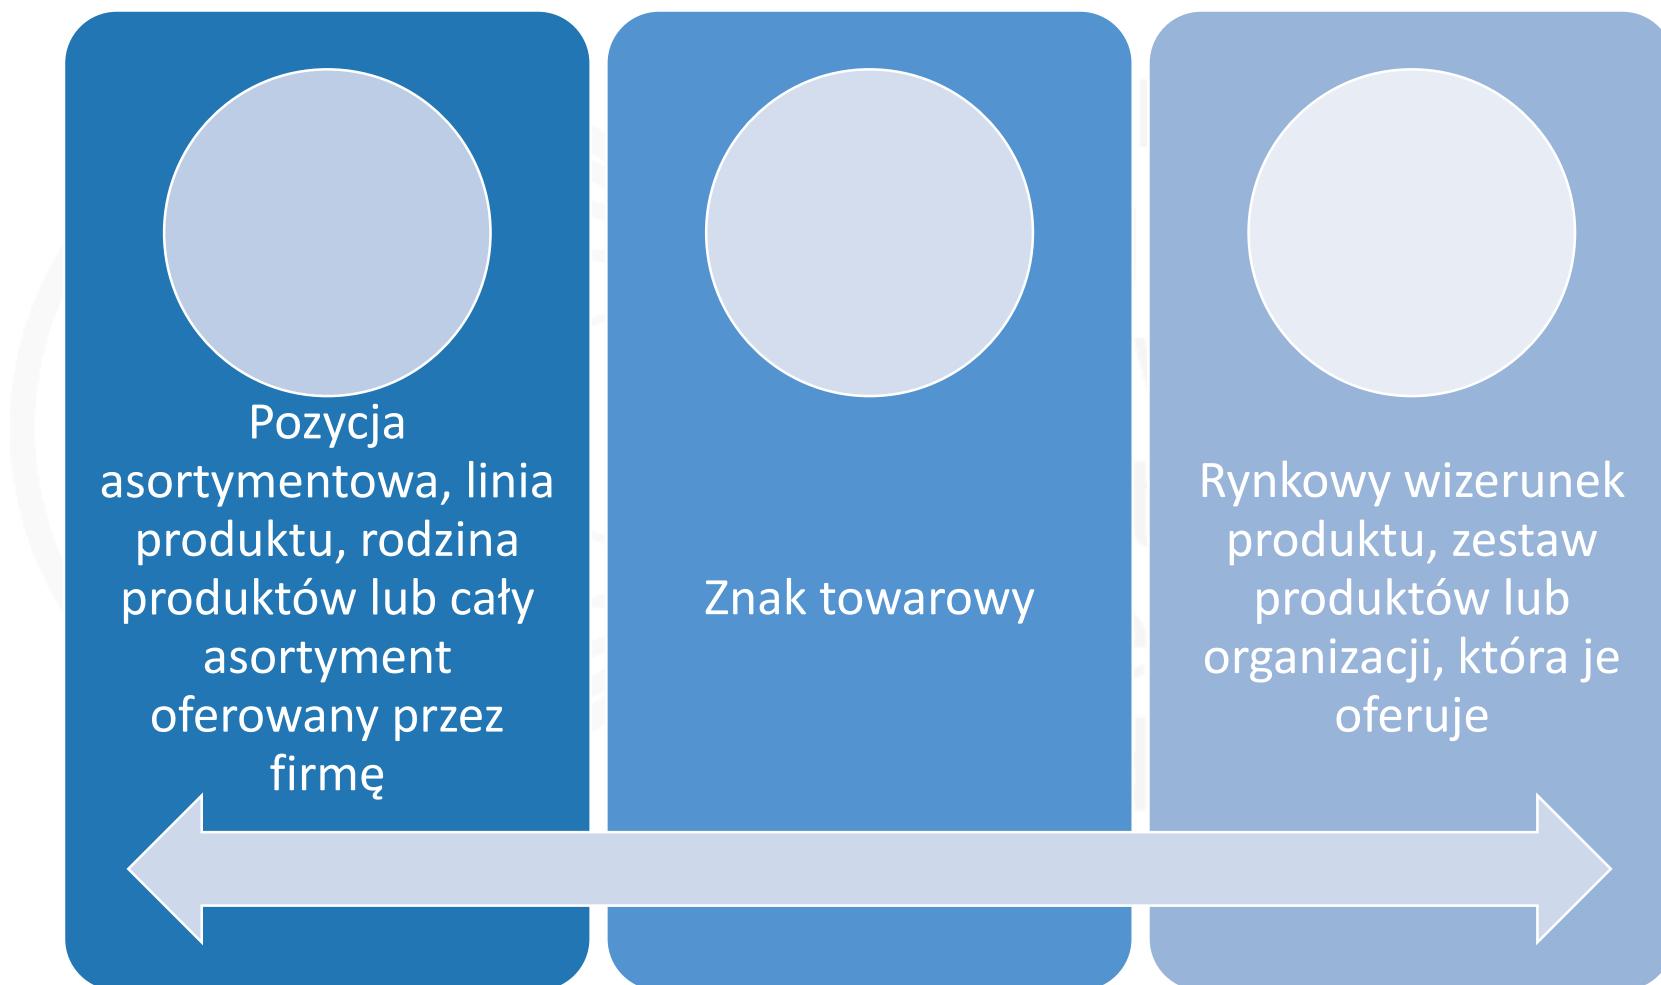 Pozycja
asortymentowa, linia
produktu, rodzina
produktów lub cały
asortyment
oferowany przez
firmę
Znak towarowy
Rynkowy wizerunek
produktu, zestaw
produktów lub
organizacji, która je
oferuje